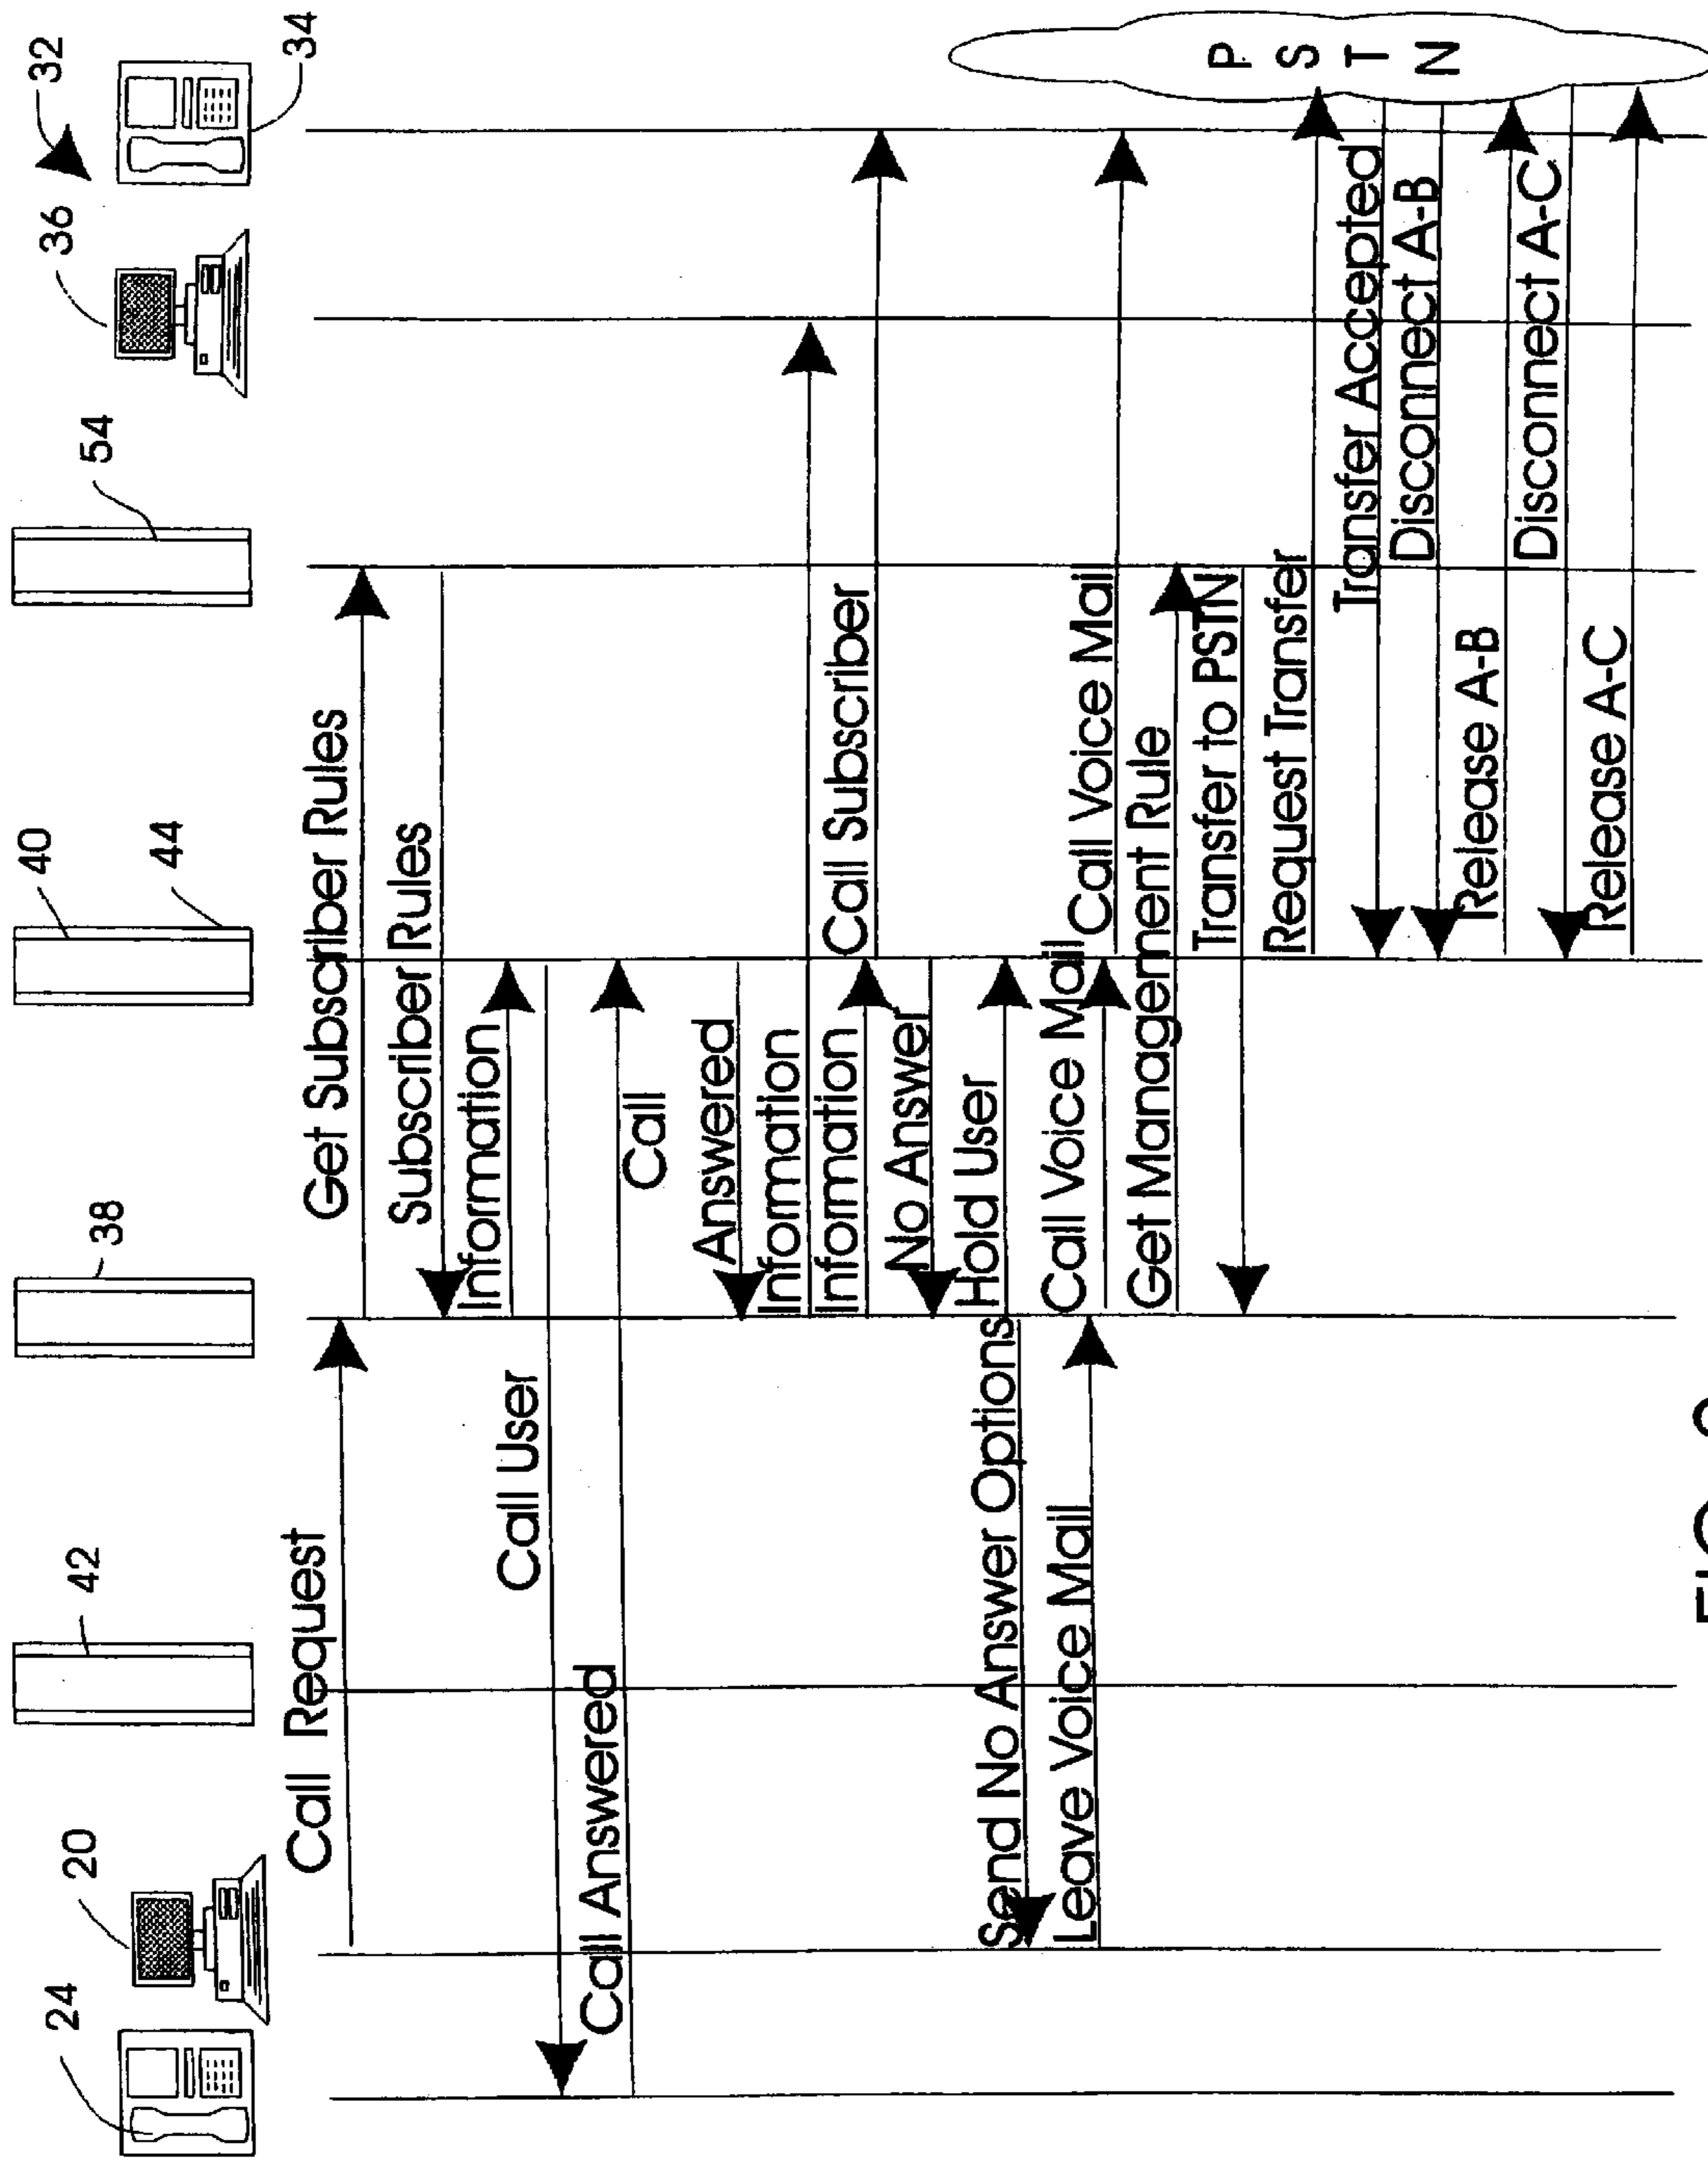 24
20
42
38
40
44
54
36
32
34
Call Request
Get Subscriber Rules
Subscriber Rules
Information
Call User
Call Answered
Call
Answered
Information
Information
Call Subscriber
No Answer
Hold User
Send No Answer Options
Leave Voice Mail
Call Voice Mail
Call Voice Mail
Get Management Rule
Transfer to PSTN
Request Transfer
Transfer Accepted
Disconnect A-B
Release A-B
Disconnect A-C
Release A-C
P S T N